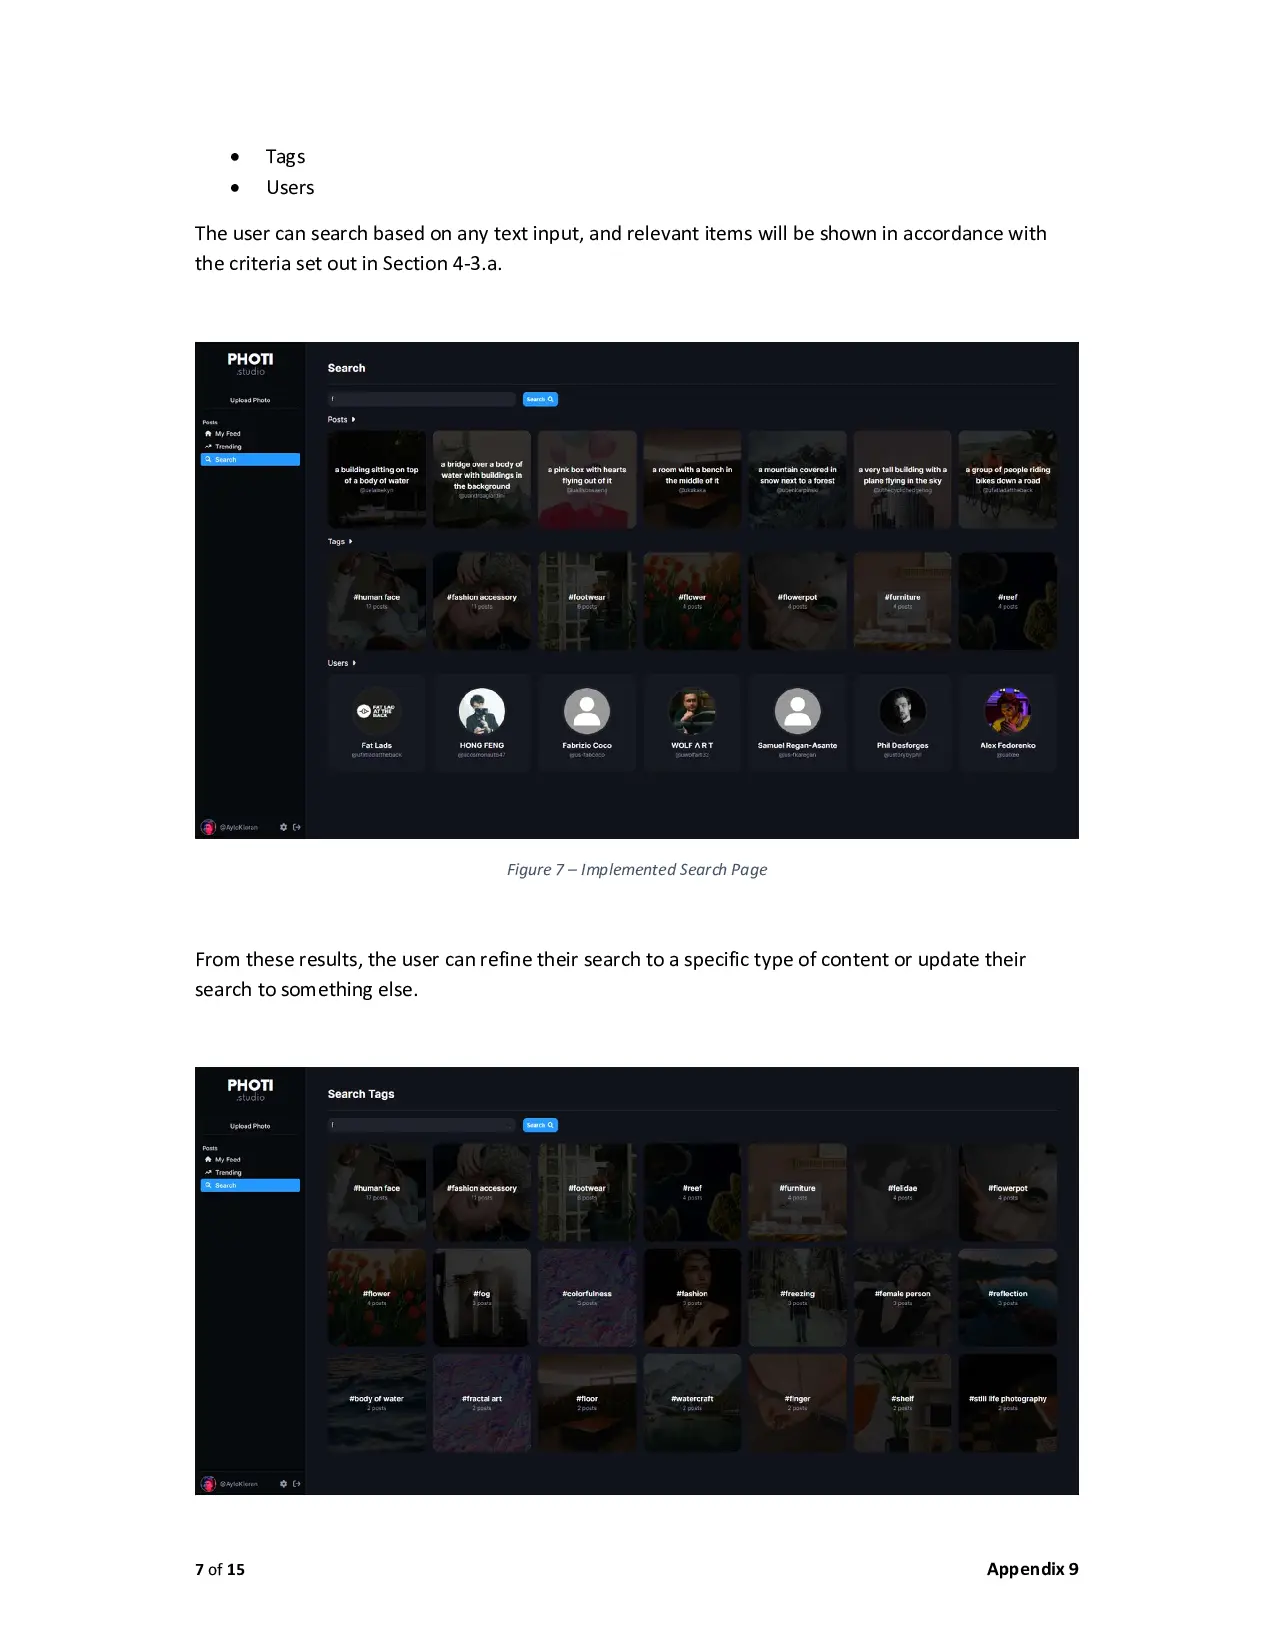 • Tags
• Users
The user can search based on any text input, and relevant items will be shown in accordance with
the criteria set out in Section 4-3.a.
PHOTI
.studio
Upload Photo
Posts
My Feed
Trending
Search
@AyloKieran
Search
f
Search
Posts
a building sitting on top
of a body of water
a bridge over a body of
water with buildings in
the background
a pink box with hearts
flying out of it
a room with a bench in
the middle of it
a mountain covered in
snow next to a forest
a very tall building with a
plane flying in the sky
a group of people riding
bikes down a road
@ufatladattheback
Tags
#human face
17 posts
#fashion accessory
11 posts
#footwear
6 posts
#flower
4 posts
#flowerpot
4 posts
#furniture
4 posts
#reef
4 posts
Users
FAT LAD
AT THE
BACK
Fat Lads
@ufatladattheback
HONG FENG
Fabrizio Coco
WOLF Λ R T
Samuel Regan-Asante
Phil Desforges
Alex Fedorenko
Figure 7 – Implemented Search Page
From these results, the user can refine their search to a specific type of content or update their
search to something else.
PHOTI
.studio
Upload Photo
Posts
My Feed
Trending
Search
@AyloKieran
Search Tags
f
Search
#human face
17 posts
#fashion accessory
11 posts
#footwear
6 posts
#reef
4 posts
#furniture
4 posts
#felidae
4 posts
#flowerpot
4 posts
#flower
4 posts
#fog
3 posts
#colorfulness
3 posts
#fashion
3 posts
#freezing
3 posts
#female person
3 posts
#reflection
3 posts
#body of water
2 posts
#fractal art
2 posts
#floor
2 posts
#watercraft
2 posts
#finger
2 posts
#shelf
2 posts
#still life photography
2 posts
7 of 15
Appendix 9